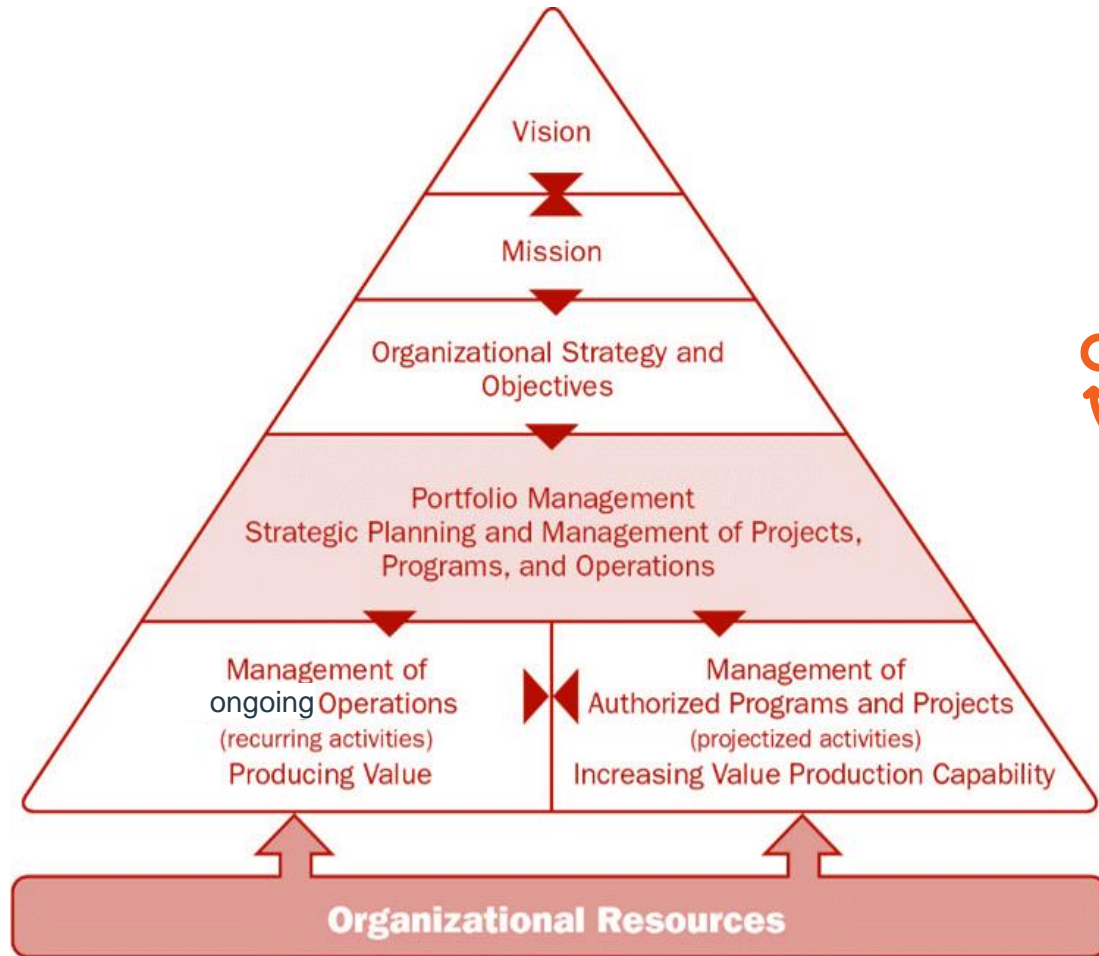 Vision
Mission
Organizational Strategy and
Objectives
Portfolio Management
Strategic Planning and Management of Projects,
Programs, and Operations
Management of
ongoing Operations
(recurring activities)
Producing Value
Management of
Authorized Programs and Projects
(projectized activities)
Increasing Value Production Capability
Organizational Resources